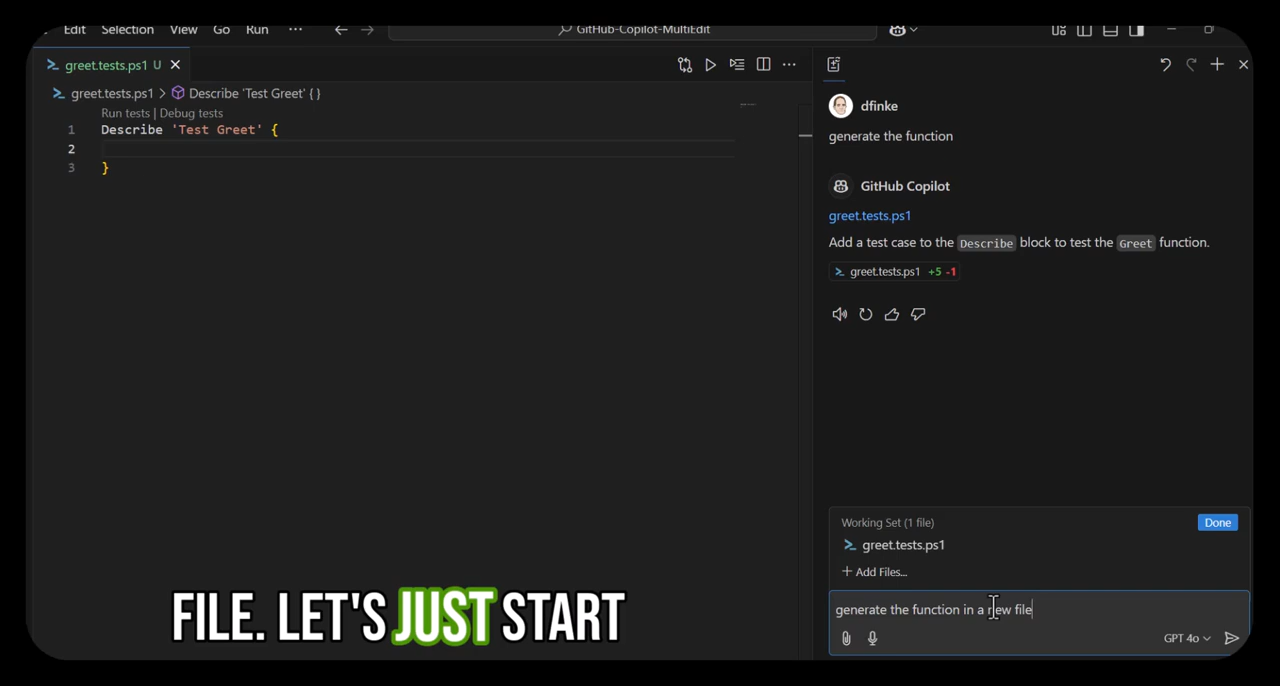 Edit Selection View Go Run ··· GitHub-Copilot-MultiEdit
greet.tests.ps1 U
greet.tests.ps1 > Describe 'Test Greet' { }
Run tests | Debug tests
1 Describe 'Test Greet' {
2
3 }
dfinke
generate the function
GitHub Copilot
greet.tests.ps1
Add a test case to the Describe block to test the Greet function.
greet.tests.ps1 +5 -1
Working Set (1 file) Done
greet.tests.ps1
+ Add Files...
generate the function in a new file
GPT 4o
FILE. LET'S JUST START